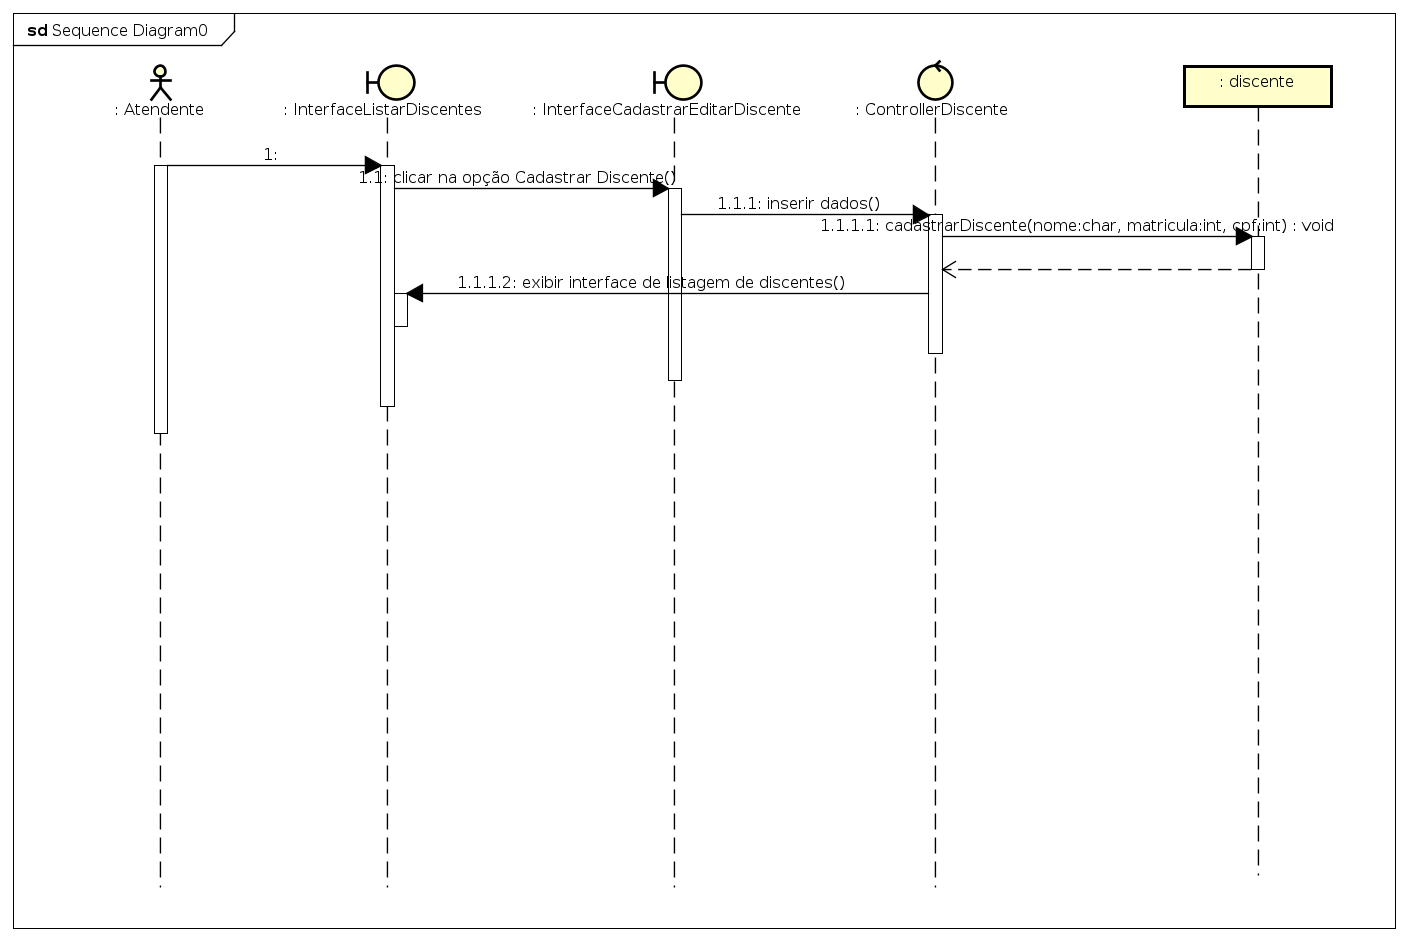 sd Sequence Diagram0
: Atendente
: InterfaceListarDiscentes
: InterfaceCadastrarEditarDiscente
: ControllerDiscente
: discente
1:
1.1: clicar na opção Cadastrar Discente()
1.1.1: inserir dados()
1.1.1.1: cadastrarDiscente(nome:char, matricula:int, cpf:int) : void
1.1.1.2: exibir interface de listagem de discentes()